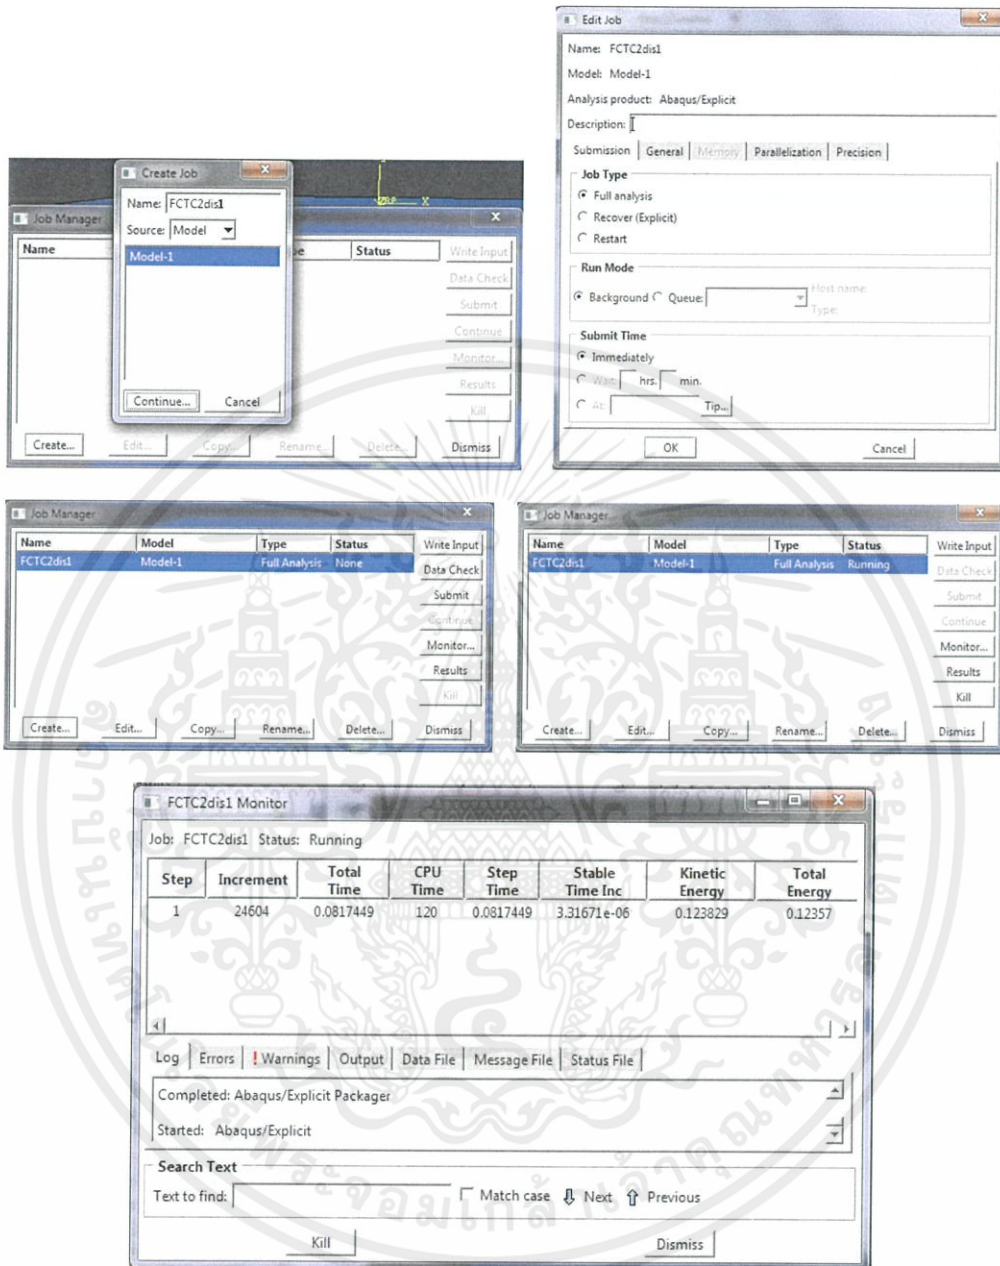 Create Job
Name: FCTC2dis1
Source: Model
Model-1
Continue... Cancel
X
Job Manager
Name Status
Write Input
Data Check
Submit
Continue
Monitor...
Results
Kill
Create... Edit... Copy... Rename... Delete... Dismiss
Edit Job
Name: FCTC2dis1
Model: Model-1
Analysis product: Abaqus/Explicit
Description:
Submission General Memory Parallelization Precision
Job Type
Full analysis
Recover (Explicit)
Restart
Run Mode
Background Queue: Host name:
Type:
Submit Time
Immediately
Wait: hrs. min.
At: Tip...
OK Cancel
Job Manager
Name Model Type Status
FCTC2dis1 Model-1 Full Analysis None
Write Input
Data Check
Submit
Continue
Monitor...
Results
Kill
Create... Edit... Copy... Rename... Delete... Dismiss
Job Manager
Name Model Type Status
FCTC2dis1 Model-1 Full Analysis Running
Write Input
Data Check
Submit
Continue
Monitor...
Results
Kill
Create... Edit... Copy... Rename... Delete... Dismiss
FCTC2dis1 Monitor
Job: FCTC2dis1 Status: Running
Step Increment Total Time CPU Time Step Time Stable Time Inc Kinetic Energy Total Energy
1 24604 0.0817449 120 0.0817449 3.31671e-06 0.123829 0.12357
Log Errors ! Warnings Output Data File Message File Status File
Completed: Abaqus/Explicit Packager
Started: Abaqus/Explicit
Search Text
Text to find: Match case Next Previous
Kill Dismiss